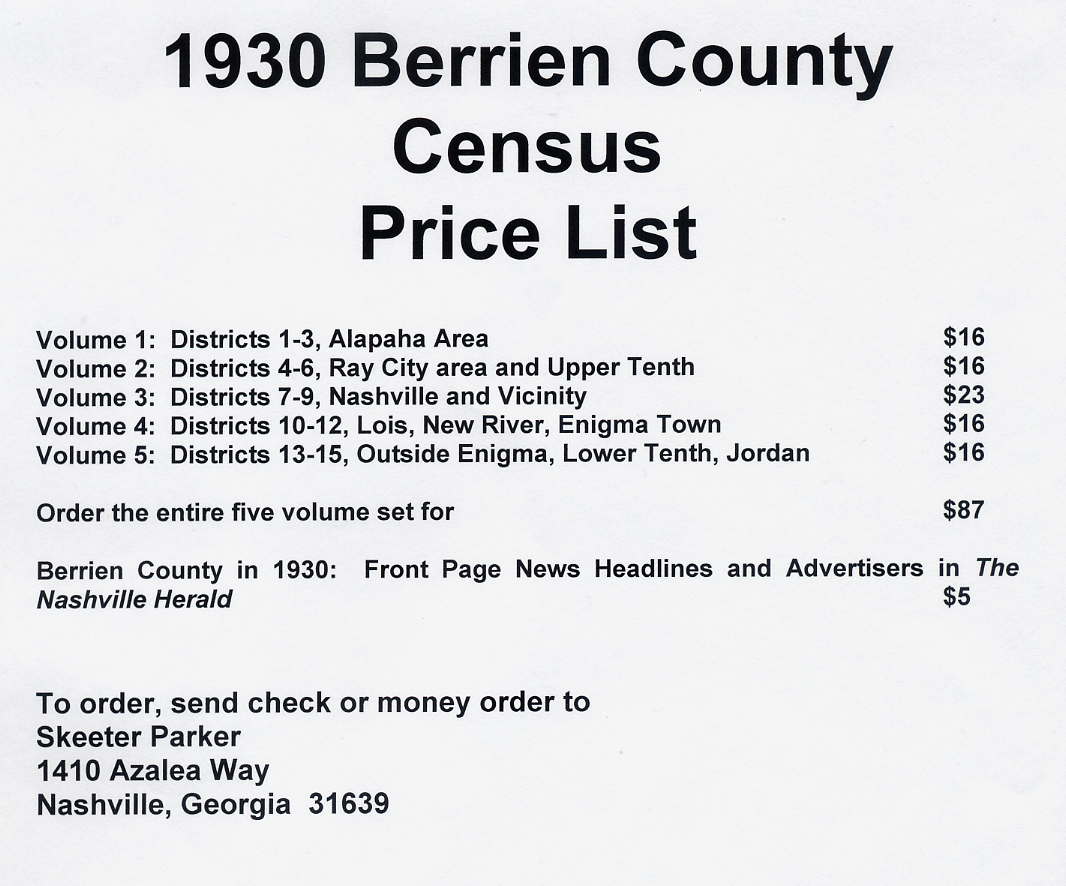 1930 Berrien County
Census
Price List
Volume 1: Districts 1-3, Alapaha Area $16
Volume 2: Districts 4-6, Ray City area and Upper Tenth $16
Volume 3: Districts 7-9, Nashville and Vicinity $23
Volume 4: Districts 10-12, Lois, New River, Enigma Town $16
Volume 5: Districts 13-15, Outside Enigma, Lower Tenth, Jordan $16
Order the entire five volume set for $87
Berrien County in 1930: Front Page News Headlines and Advertisers in The
Nashville Herald $5
To order, send check or money order to
Skeeter Parker
1410 Azalea Way
Nashville, Georgia 31639